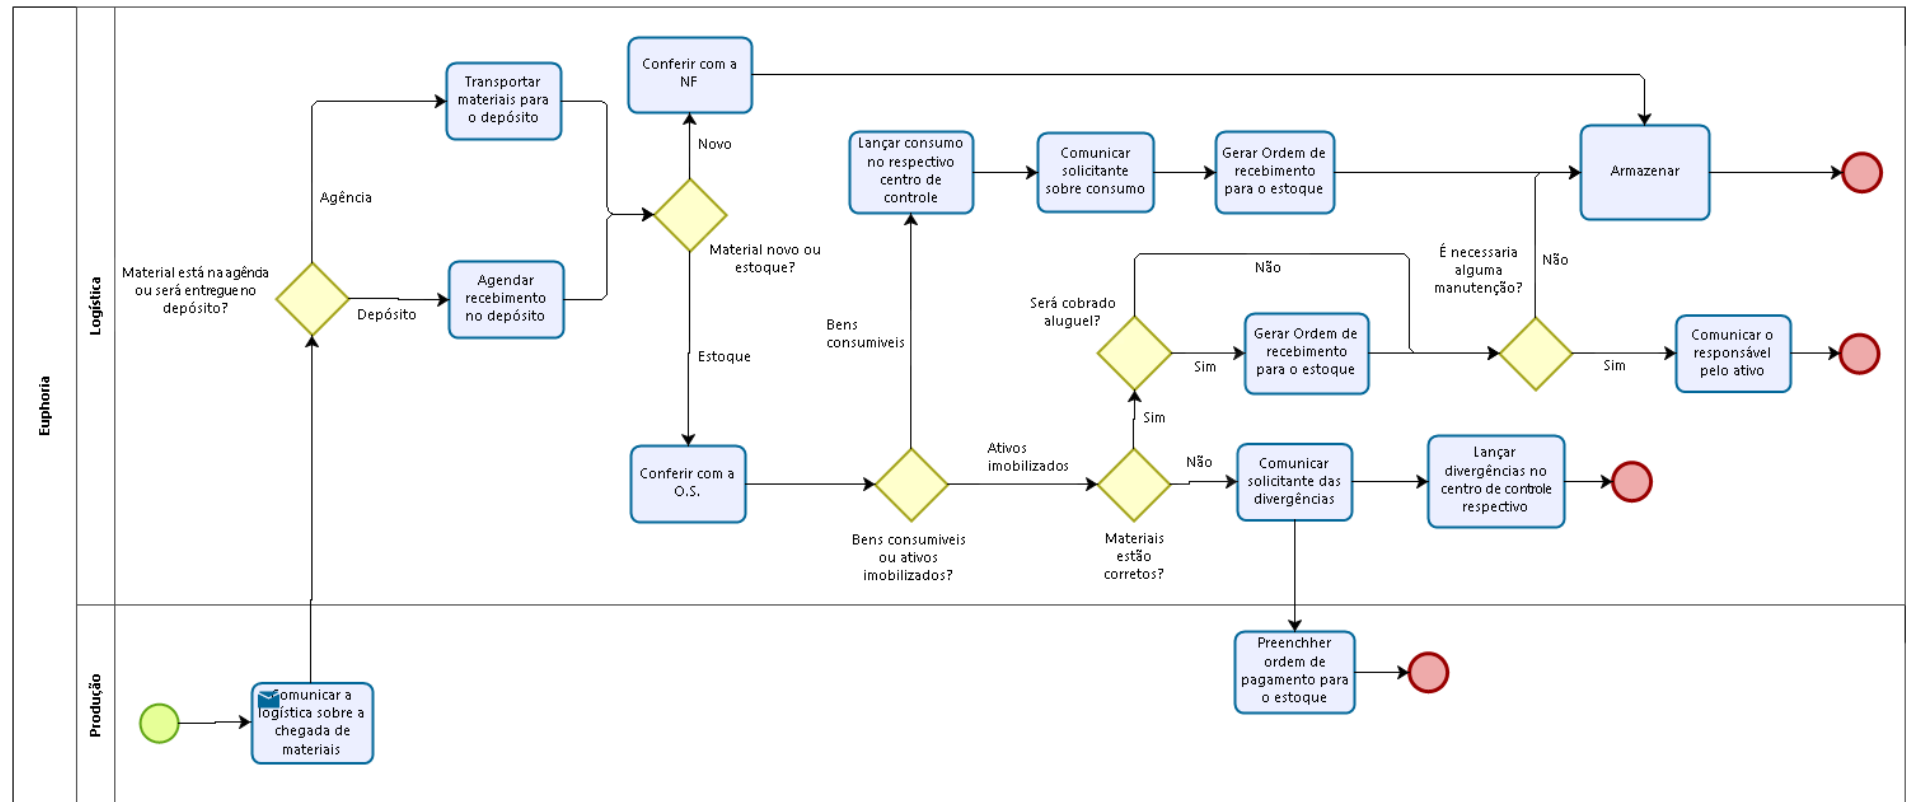 Euphoria
Logística
Produção
Transportar
materiais para
o depósito
Conferir com a
NF
Novo
Agência
Material está na agência
ou será entregue no
depósito?
Depósito
Agendar
recebimento
no depósito
Material novo ou
estoque?
Estoque
Lançar consumo
no respectivo
centro de
controle
Comunicar
solicitante
sobre consumo
Gerar Ordem de
recebimento
para o estoque
Armazenar
Bens
consumiveis
Será cobrado
aluguel?
Não
Sim
Gerar Ordem de
recebimento
para o estoque
É necessaria
alguma
manutenção?
Não
Sim
Comunicar o
responsável
pelo ativo
Conferir com a
O.S.
Bens consumiveis
ou ativos
imobilizados?
Ativos
imobilizados
Sim
Não
Materiais
estão
corretos?
Comunicar
solicitante das
divergências
Lançar
divergências no
centro de controle
respectivo
Comunicar a
logística sobre a
chegada de
materiais
Preenchher
ordem de
pagamento para
o estoque